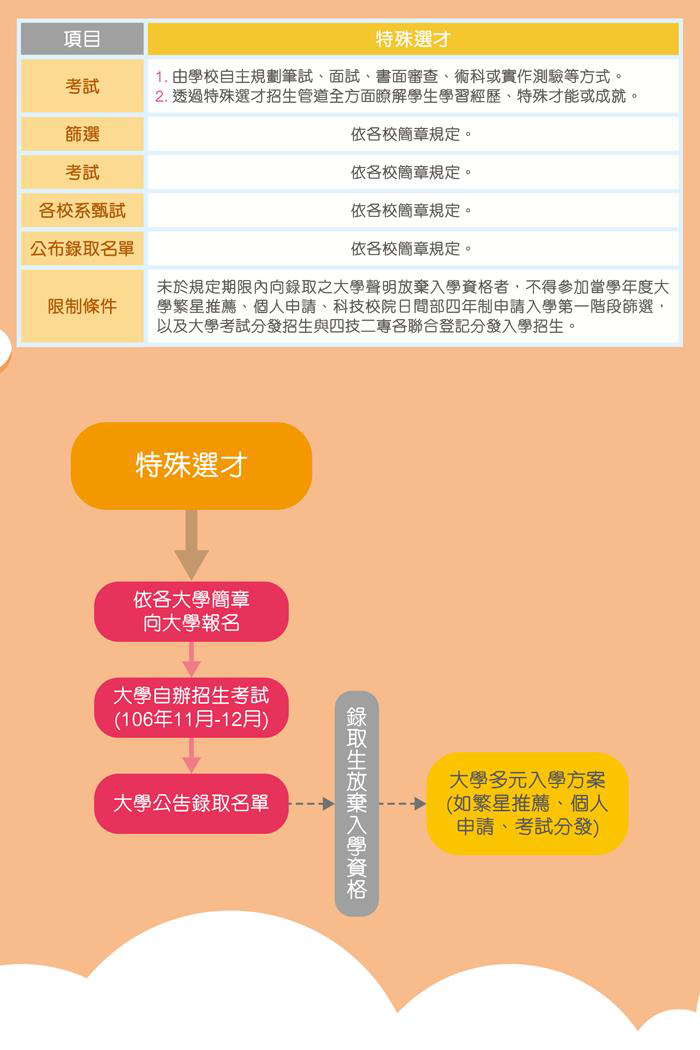 項目
特殊選才
考試
1. 由學校自主規劃筆試、面試、書面審查、術科或實作測驗等方式。
2. 透過特殊選才招生管道全方面瞭解學生學習經歷、特殊才能或成就。
篩選
依各校簡章規定。
考試
依各校簡章規定。
各校系甄試
依各校簡章規定。
公布錄取名單
依各校簡章規定。
限制條件
未於規定期限內向錄取之大學聲明放棄入學資格者，不得參加當學年度大
學繁星推薦、個人申請、科技校院日間部四年制申請入學第一階段篩選，
以及大學考試分發招生與四技二專各聯合登記分發入學招生。
特殊選才
依各大學簡章
向大學報名
大學自辦招生考試
(106年11月-12月)
大學公告錄取名單
錄取生放棄入學資格
大學多元入學方案
(如繁星推薦、個人
申請、考試分發)